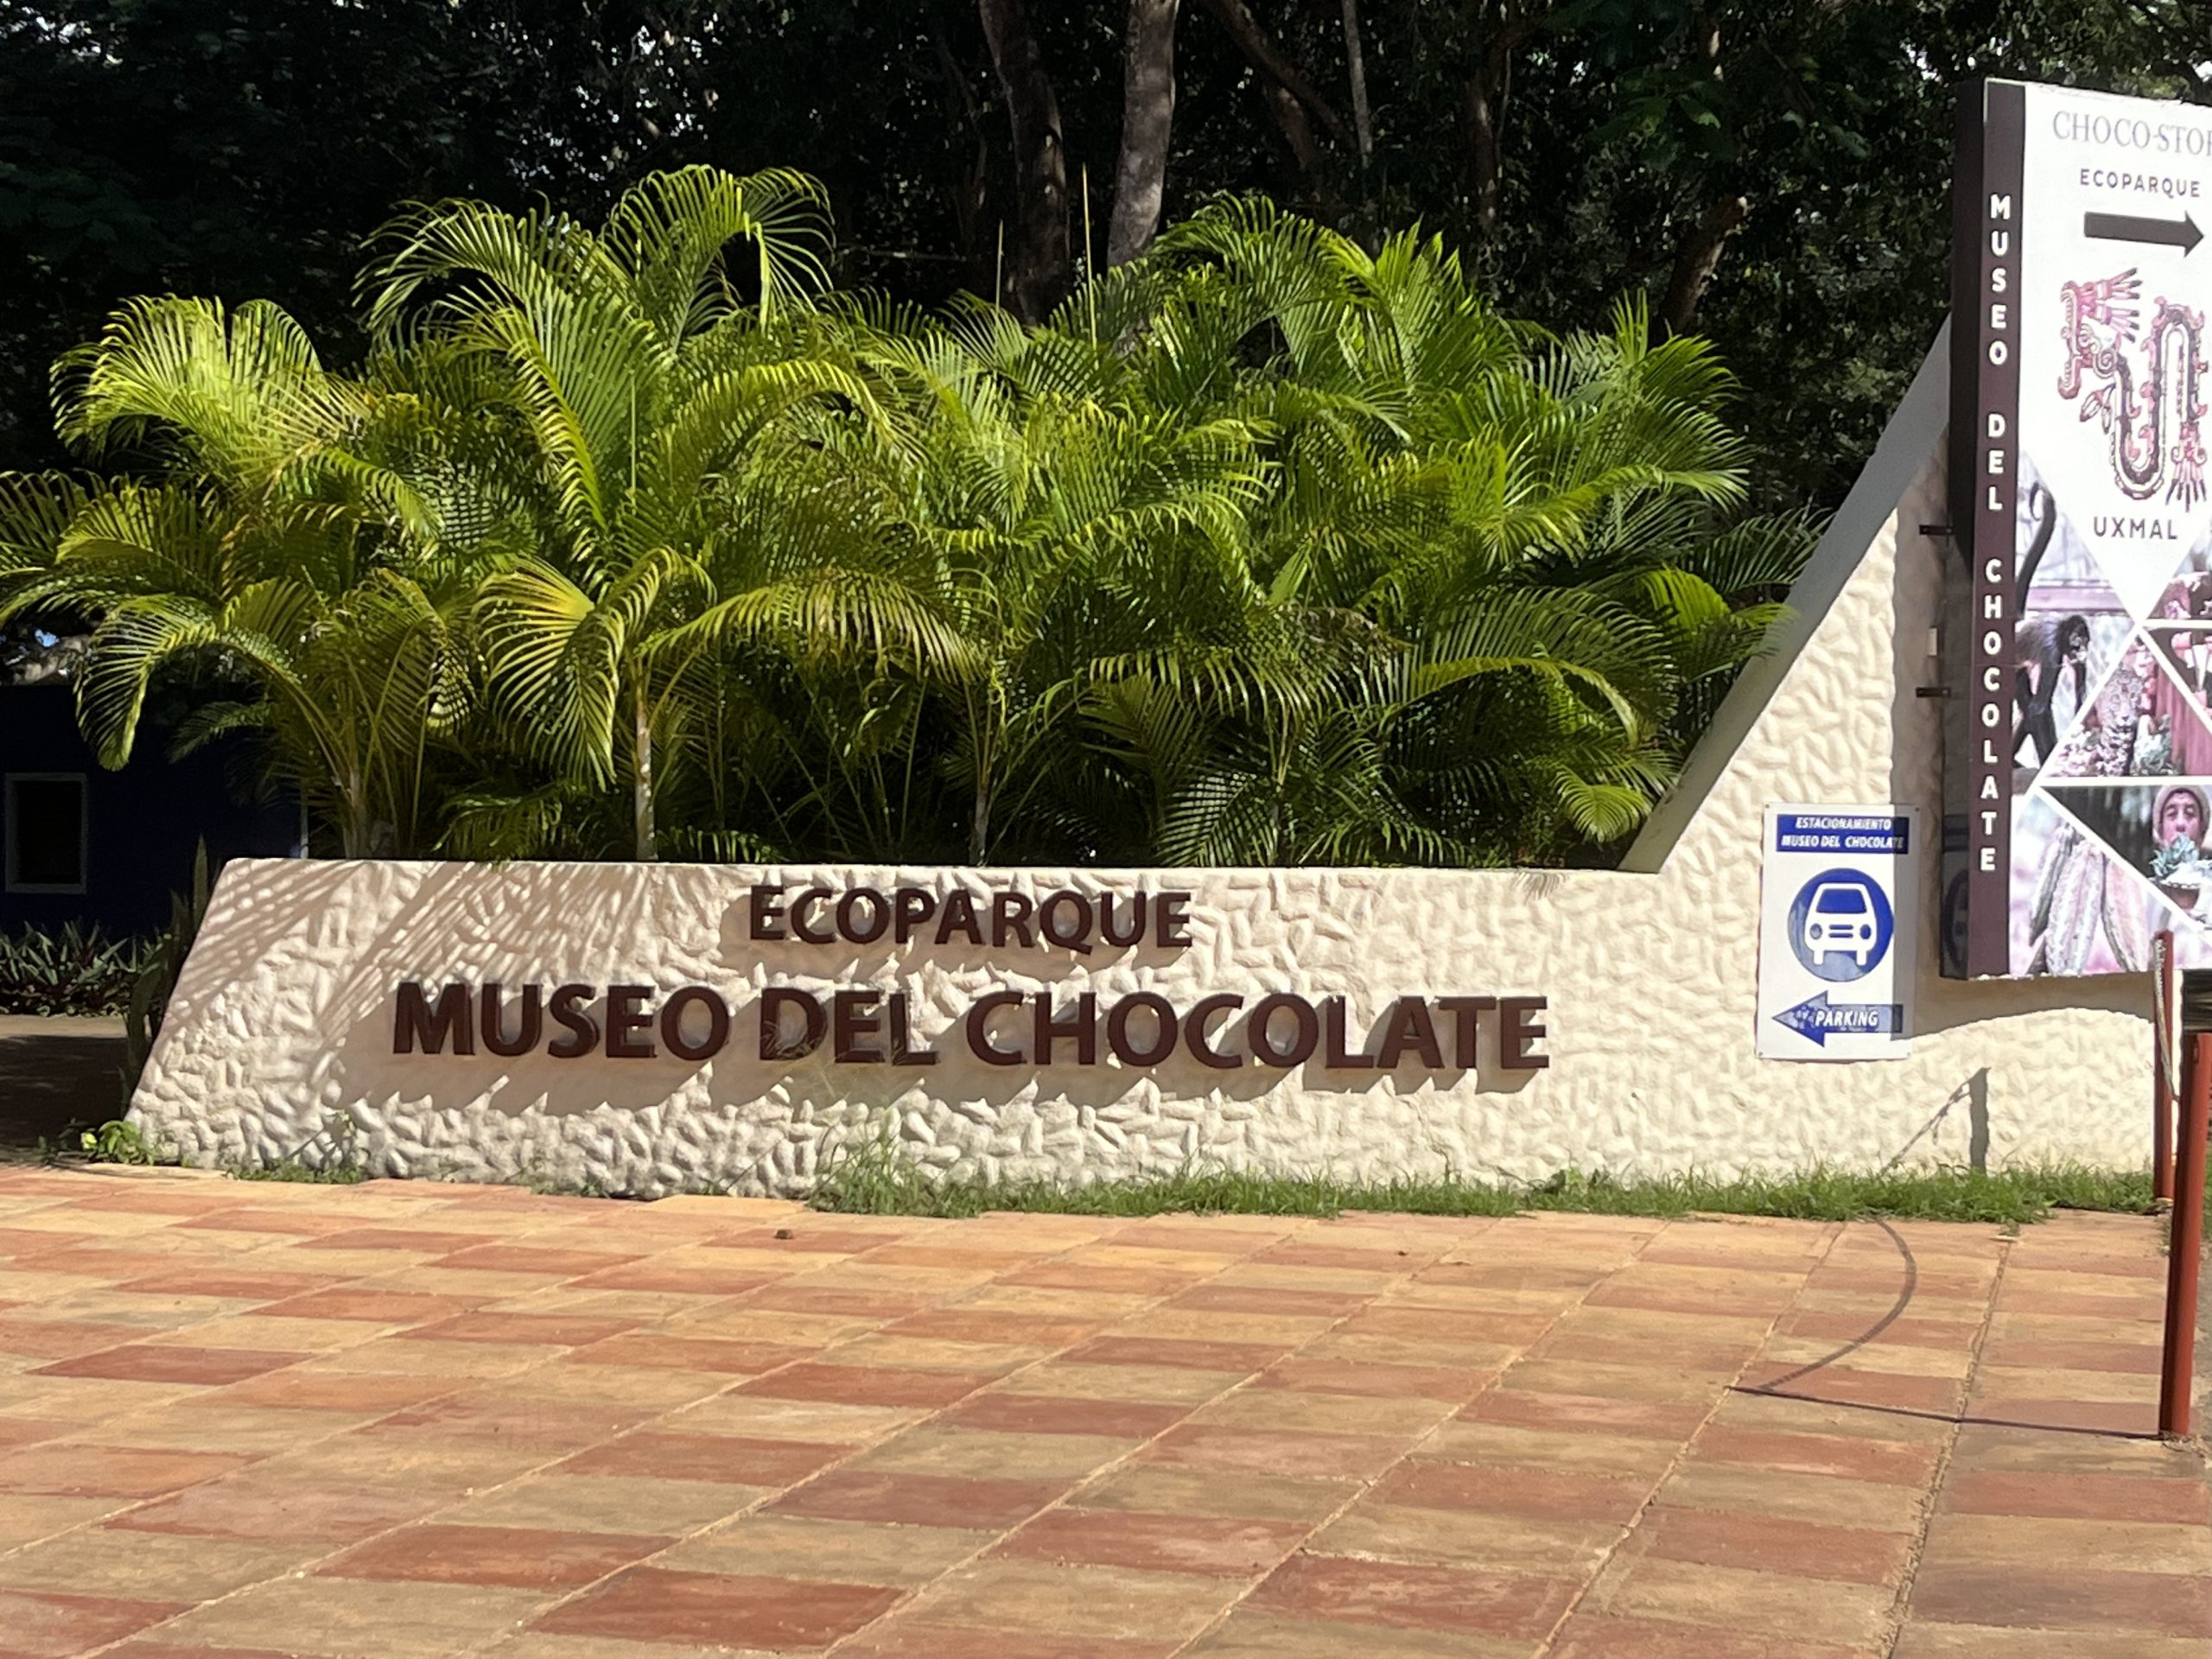 ECOPARQUE
MUSEO DEL CHOCOLATE
ESTACIONAMIENTO
MUSEO DEL CHOCOLATE
PARKING
MUSEO DEL CHOCOLATE
ECOPARQUE
UXMAL